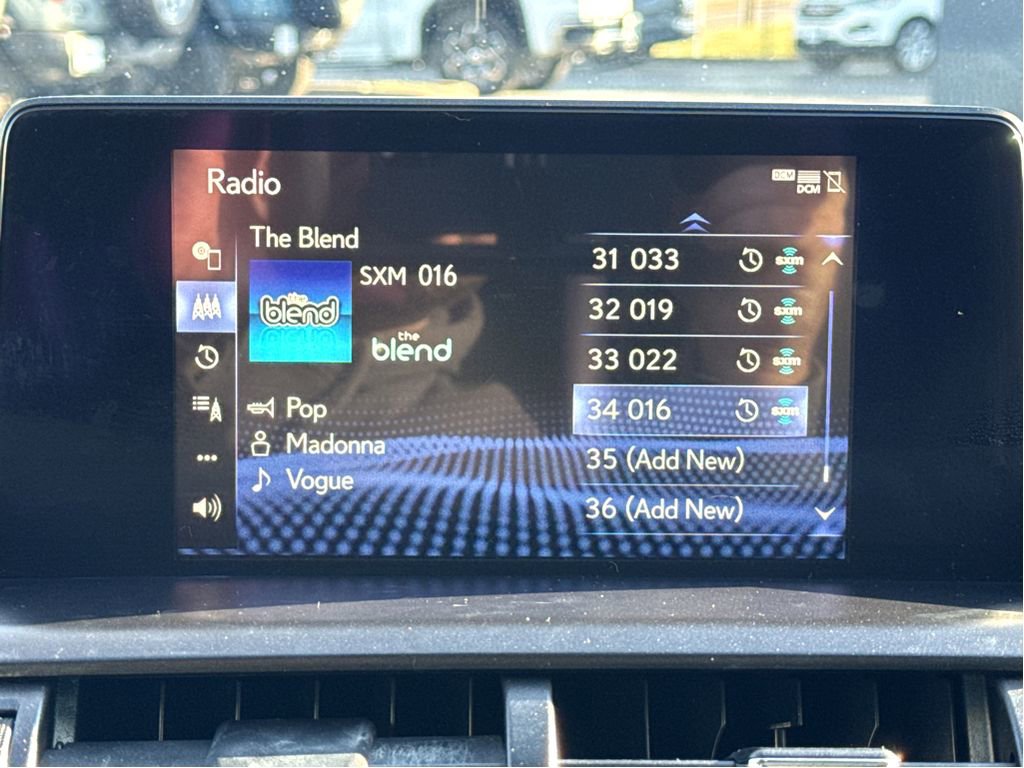 Radio
DCM
DCM
The Blend
SXM 016
the
blend
the
blend
Pop
Madonna
Vogue
31 033 sxm
32 019 sxm
33 022 sxm
34 016 sxm
35 (Add New)
36 (Add New)